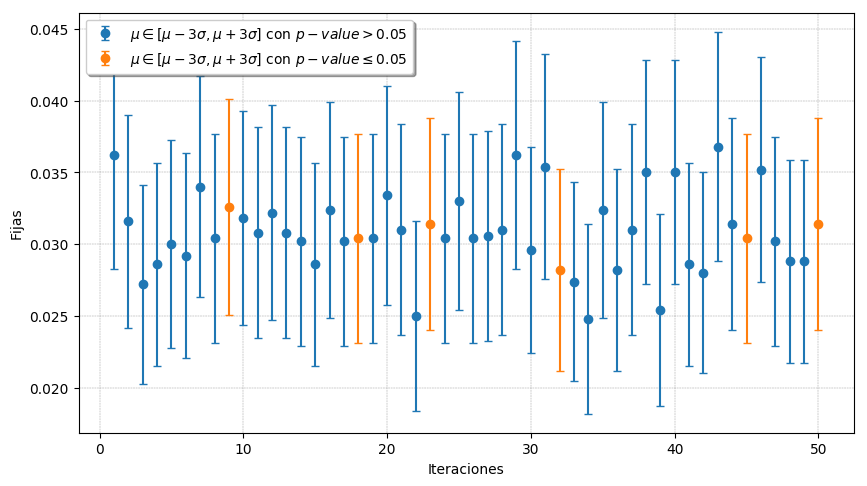 μ ∈ [μ − 3σ, μ + 3σ] con p − value > 0.05
μ ∈ [μ − 3σ, μ + 3σ] con p − value ≤ 0.05
0.045
0.040
0.035
0.030
0.025
0.020
Fijas
0 10 20 30 40 50
Iteraciones